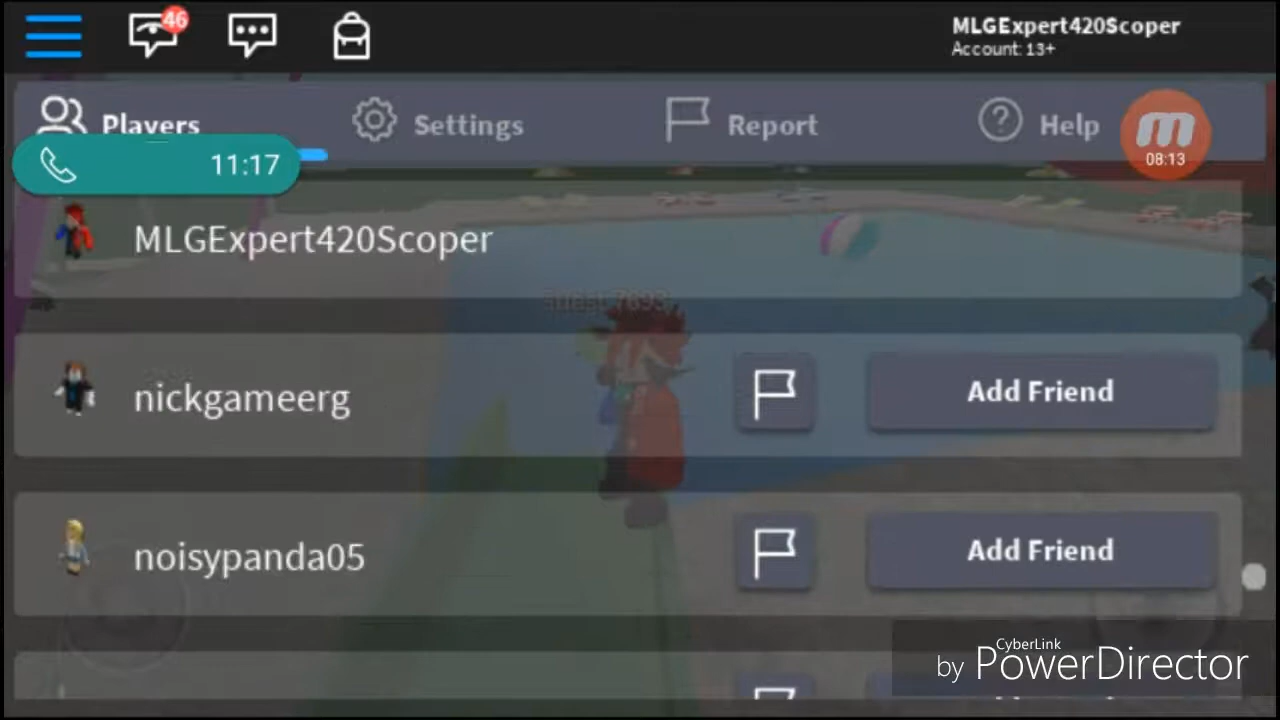 46
MLGExpert420Scoper
Account: 13+
Players
Settings
Report
Help
11:17
08:13
MLGExpert420Scoper
nickgameerg
Add Friend
noisypanda05
Add Friend
CyberLink
by PowerDirector